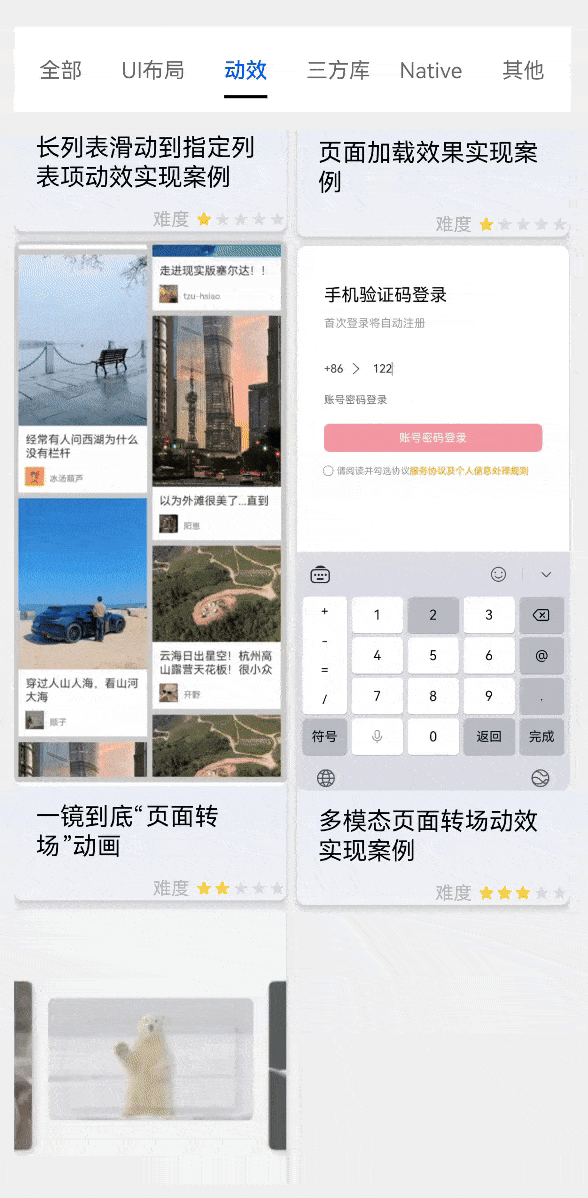 全部 UI布局 动效 三方库 Native 其他
长列表滑动到指定列
表项动效实现案例
难度
页面加载效果实现案
例
难度
经常有人问西湖为什么
没有栏杆
冰汤葫芦
穿过人山人海，看山河
大海
走进现实版塞尔达！！
tzu-hsiao
以为外滩很美了...直到
云海日出星空！杭州高
山露营天花板！很小众
开野
一镜到底“页面转
场”动画
难度
手机验证码登录
首次登录将自动注册
+86 122
账号密码登录
账号密码登录
请阅读并勾选协议服务协议及个人信息处理规则
+ 1 2 3
- 4 5 6 @
= 7 8 9 .
/
符号 0 返回 完成
多模态页面转场动效
实现案例
难度